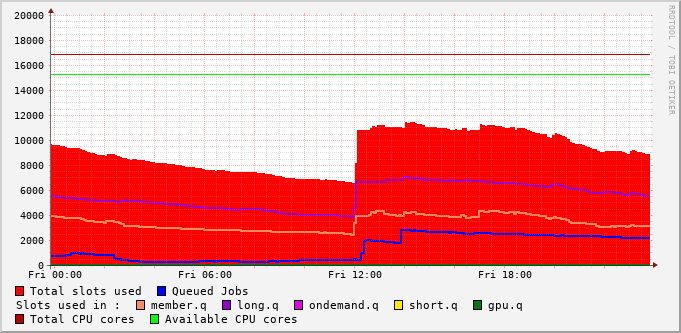 RRDTOOL / TOBI OETIKER
20000
18000
16000
14000
12000
10000
8000
6000
4000
2000
0
Fri 00:00 Fri 06:00 Fri 12:00 Fri 18:00
Total slots used Queued Jobs
Slots used in : member.q long.q ondemand.q short.q gpu.q
Total CPU cores Available CPU cores